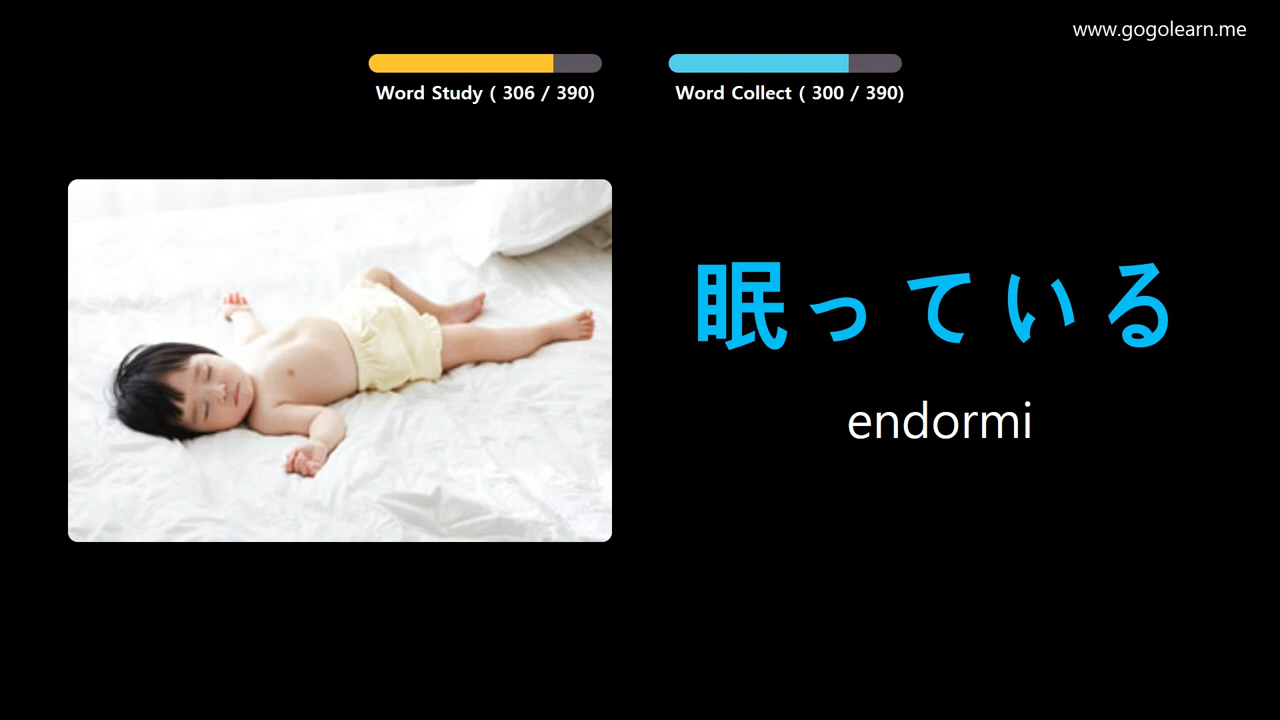 www.gogolearn.me
Word Study ( 306 / 390)
Word Collect ( 300 / 390)
眠っている
endormi